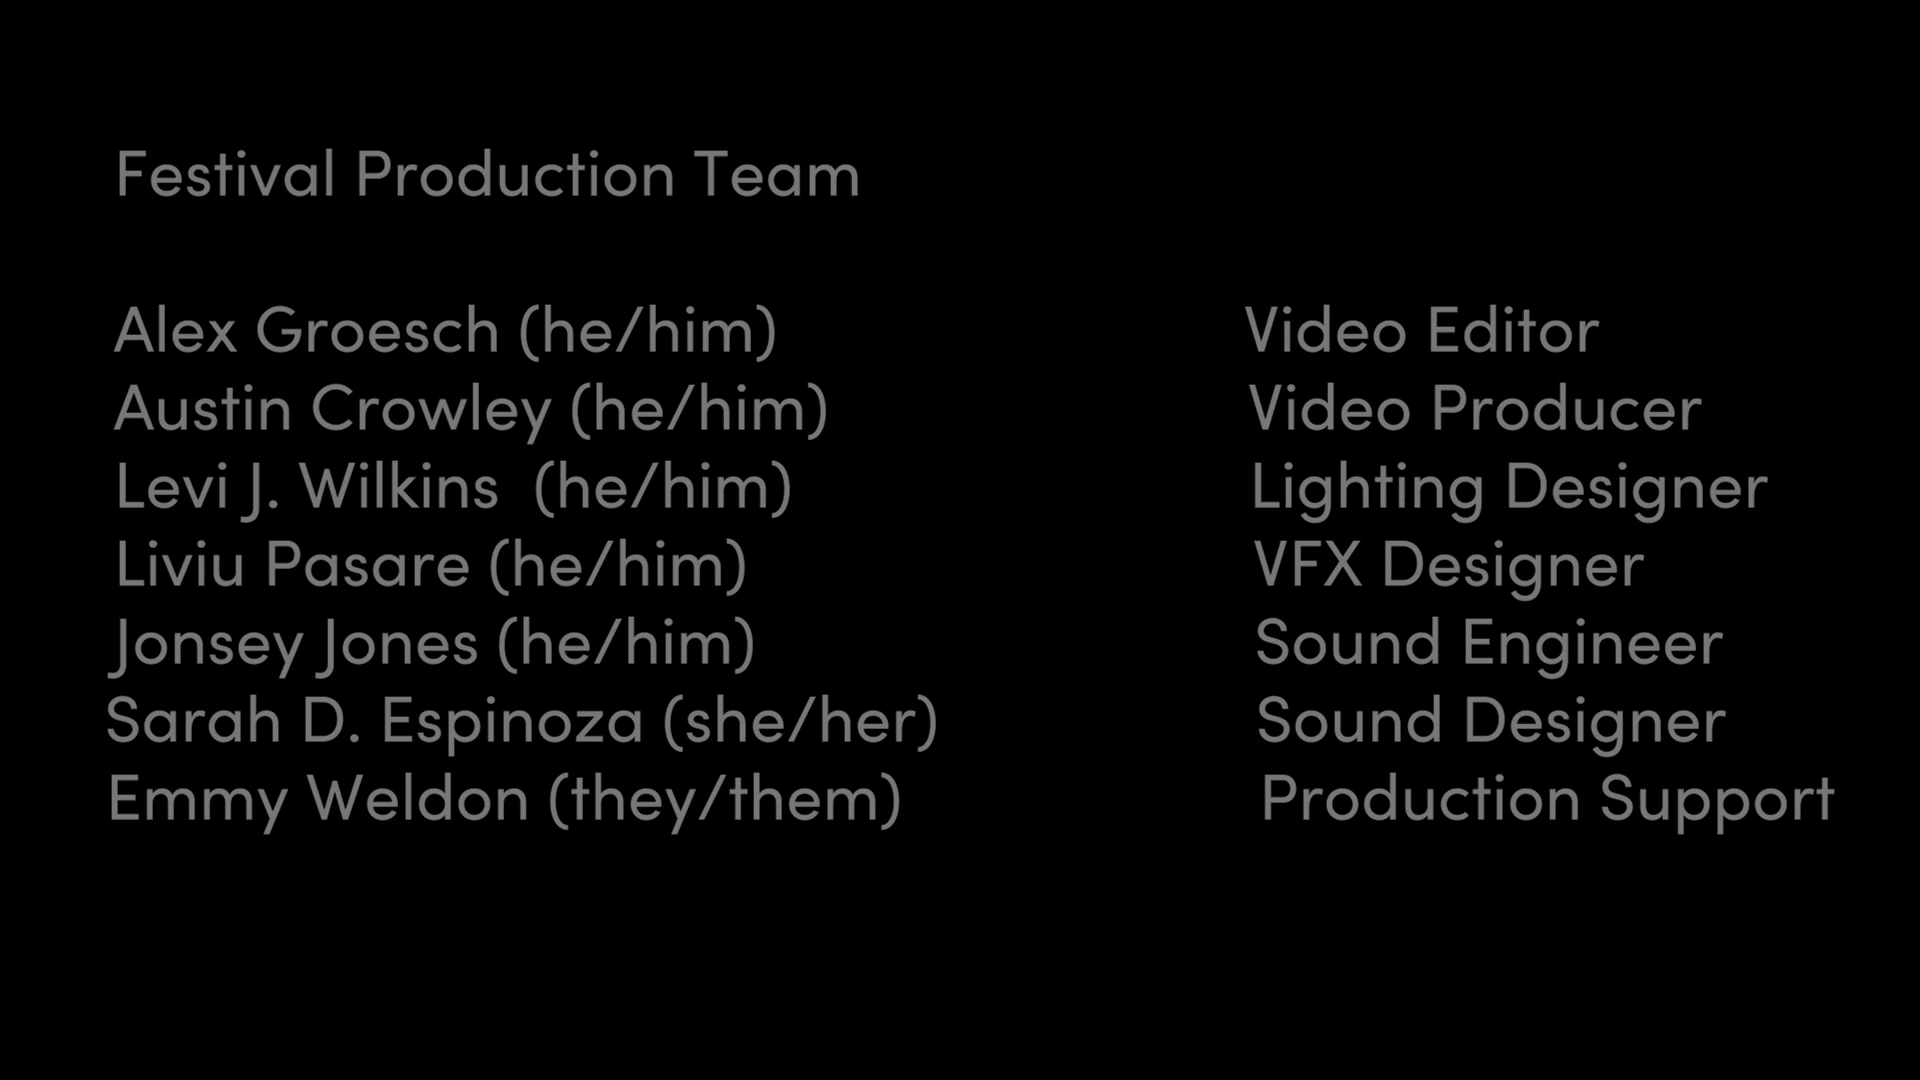 Festival Production Team
Alex Groesch (he/him) Video Editor
Austin Crowley (he/him) Video Producer
Levi J. Wilkins (he/him) Lighting Designer
Liviu Pasare (he/him) VFX Designer
Jonsey Jones (he/him) Sound Engineer
Sarah D. Espinoza (she/her) Sound Designer
Emmy Weldon (they/them) Production Support